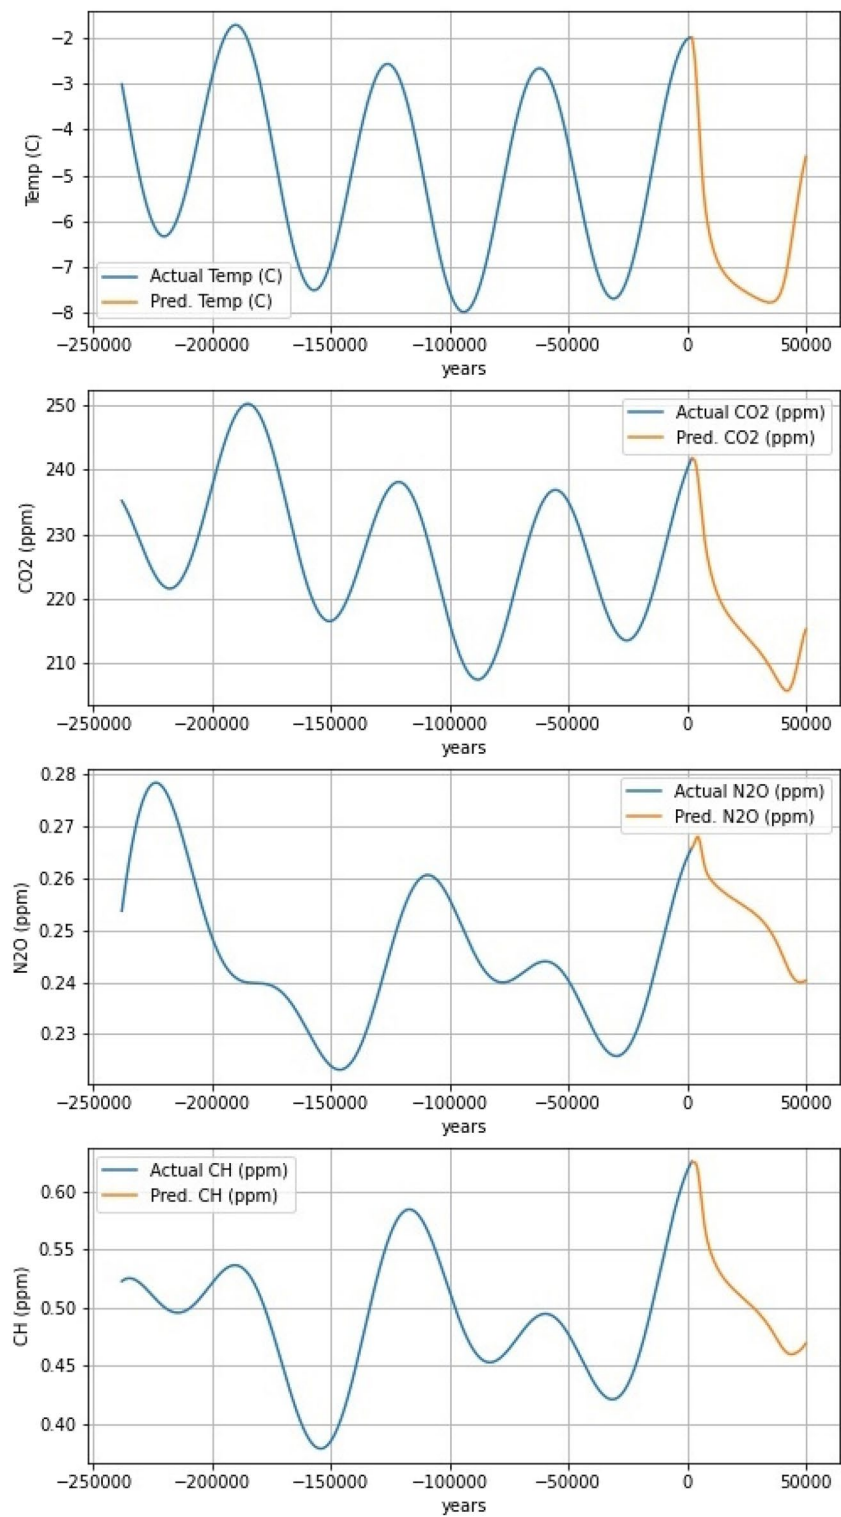 −2
−3
−4
−5
−6
−7
−8
Temp (C)
Actual Temp (C)
Pred. Temp (C)
−250000 −200000 −150000 −100000 −50000 0 50000
years
250
240
230
220
210
CO2 (ppm)
Actual CO2 (ppm)
Pred. CO2 (ppm)
−250000 −200000 −150000 −100000 −50000 0 50000
years
0.28
0.27
0.26
0.25
0.24
0.23
N2O (ppm)
Actual N2O (ppm)
Pred. N2O (ppm)
−250000 −200000 −150000 −100000 −50000 0 50000
years
0.60
0.55
0.50
0.45
0.40
CH (ppm)
Actual CH (ppm)
Pred. CH (ppm)
−250000 −200000 −150000 −100000 −50000 0 50000
years